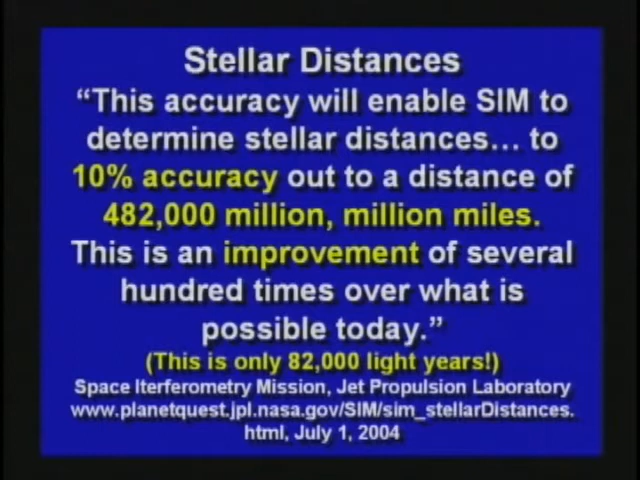 Stellar Distances
“This accuracy will enable SIM to
determine stellar distances… to
10% accuracy out to a distance of
482,000 million, million miles.
This is an improvement of several
hundred times over what is
possible today.”
(This is only 82,000 light years!)
Space Iterferometry Mission, Jet Propulsion Laboratory
www.planetquest.jpl.nasa.gov/SIM/sim_stellarDistances.
html, July 1, 2004